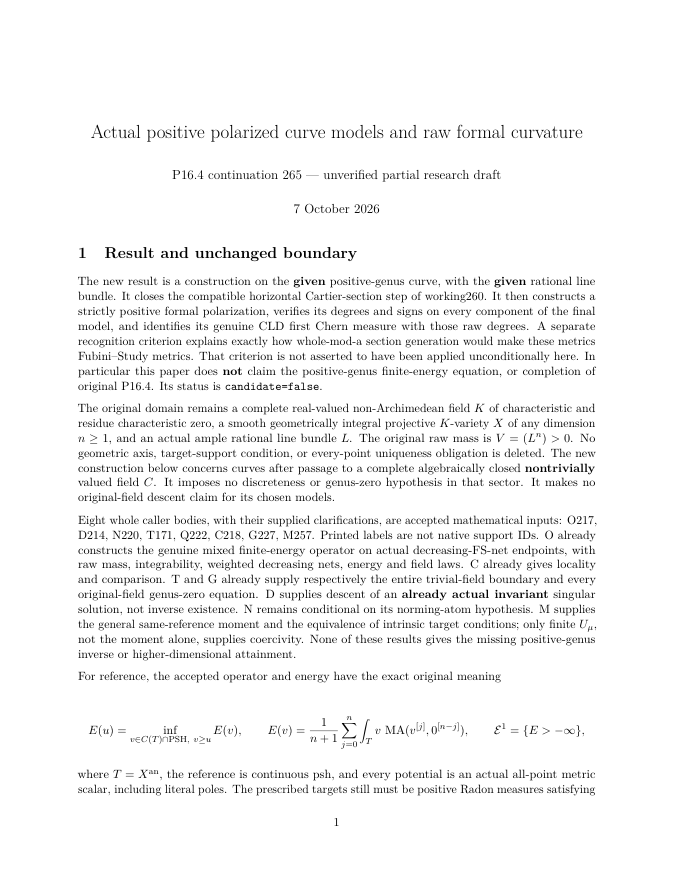 Actual positive polarized curve models and raw formal curvature
P16.4 continuation 265 — unverified partial research draft
7 October 2026
1 Result and unchanged boundary
The new result is a construction on the given positive-genus curve, with the given rational line
bundle. It closes the compatible horizontal Cartier-section step of working260. It then constructs a
strictly positive formal polarization, verifies its degrees and signs on every component of the final
model, and identifies its genuine CLD first Chern measure with those raw degrees. A separate
recognition criterion explains exactly how whole-mod-a section generation would make these metrics
Fubini–Study metrics. That criterion is not asserted to have been applied unconditionally here. In
particular this paper does not claim the positive-genus finite-energy equation, or completion of
original P16.4. Its status is candidate=false.
The original domain remains a complete real-valued non-Archimedean field K of characteristic and
residue characteristic zero, a smooth geometrically integral projective K-variety X of any dimension
n ≥ 1, and an actual ample rational line bundle L. The original raw mass is V = (Lⁿ) > 0. No
geometric axis, target-support condition, or every-point uniqueness obligation is deleted. The new
construction below concerns curves after passage to a complete algebraically closed nontrivially
valued field C. It imposes no discreteness or genus-zero hypothesis in that sector. It makes no
original-field descent claim for its chosen models.
Eight whole caller bodies, with their supplied clarifications, are accepted mathematical inputs: O217,
D214, N220, T171, Q222, C218, G227, M257. Printed labels are not native support IDs. O already
constructs the genuine mixed finite-energy operator on actual decreasing-FS-net endpoints, with
raw mass, integrability, weighted decreasing nets, energy and field laws. C already gives locality
and comparison. T and G already supply respectively the entire trivial-field boundary and every
original-field genus-zero equation. D supplies descent of an already actual invariant singular
solution, not inverse existence. N remains conditional on its norming-atom hypothesis. M supplies
the general same-reference moment and the equivalence of intrinsic target conditions; only finite U_μ,
not the moment alone, supplies coercivity. None of these results gives the missing positive-genus
inverse or higher-dimensional attainment.
For reference, the accepted operator and energy have the exact original meaning
E(u) = inf_{v∈C(T)∩PSH, v≥u} E(v), E(v) = 1/(n+1) ∑_{j=0}^{n} ∫_T v MA(v^{[j]}, 0^{[n−j]}), ℰ¹ = {E > −∞},
where T = X^{an}, the reference is continuous psh, and every potential is an actual all-point metric
scalar, including literal poles. The prescribed targets still must be positive Radon measures satisfying
1